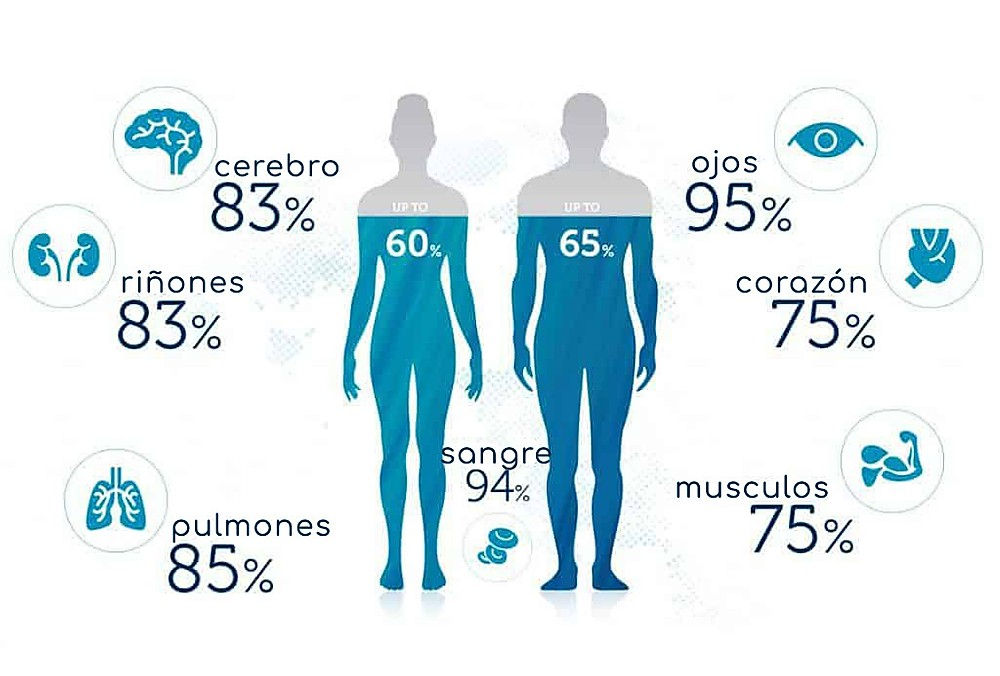 cerebro
83%
riñones
83%
pulmones
85%
UP TO
60%
UP TO
65%
sangre
94%
ojos
95%
corazón
75%
musculos
75%